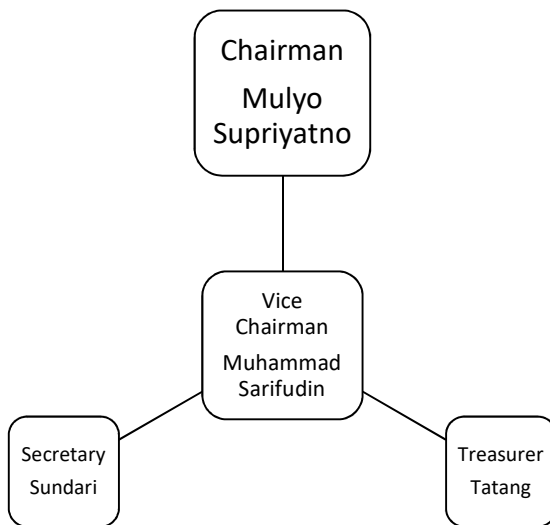 Chairman
Mulyo
Supriyatno
Vice
Chairman
Muhammad
Sarifudin
Secretary
Sundari
Treasurer
Tatang